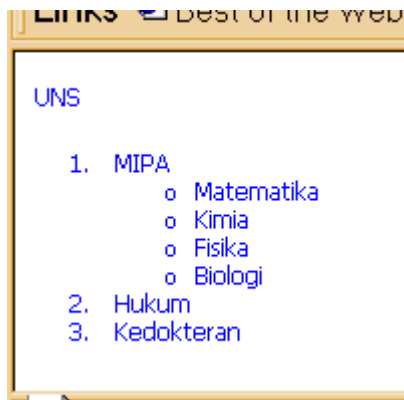 Links Best of the Web
UNS
1. MIPA
o Matematika
o Kimia
o Fisika
o Biologi
2. Hukum
3. Kedokteran